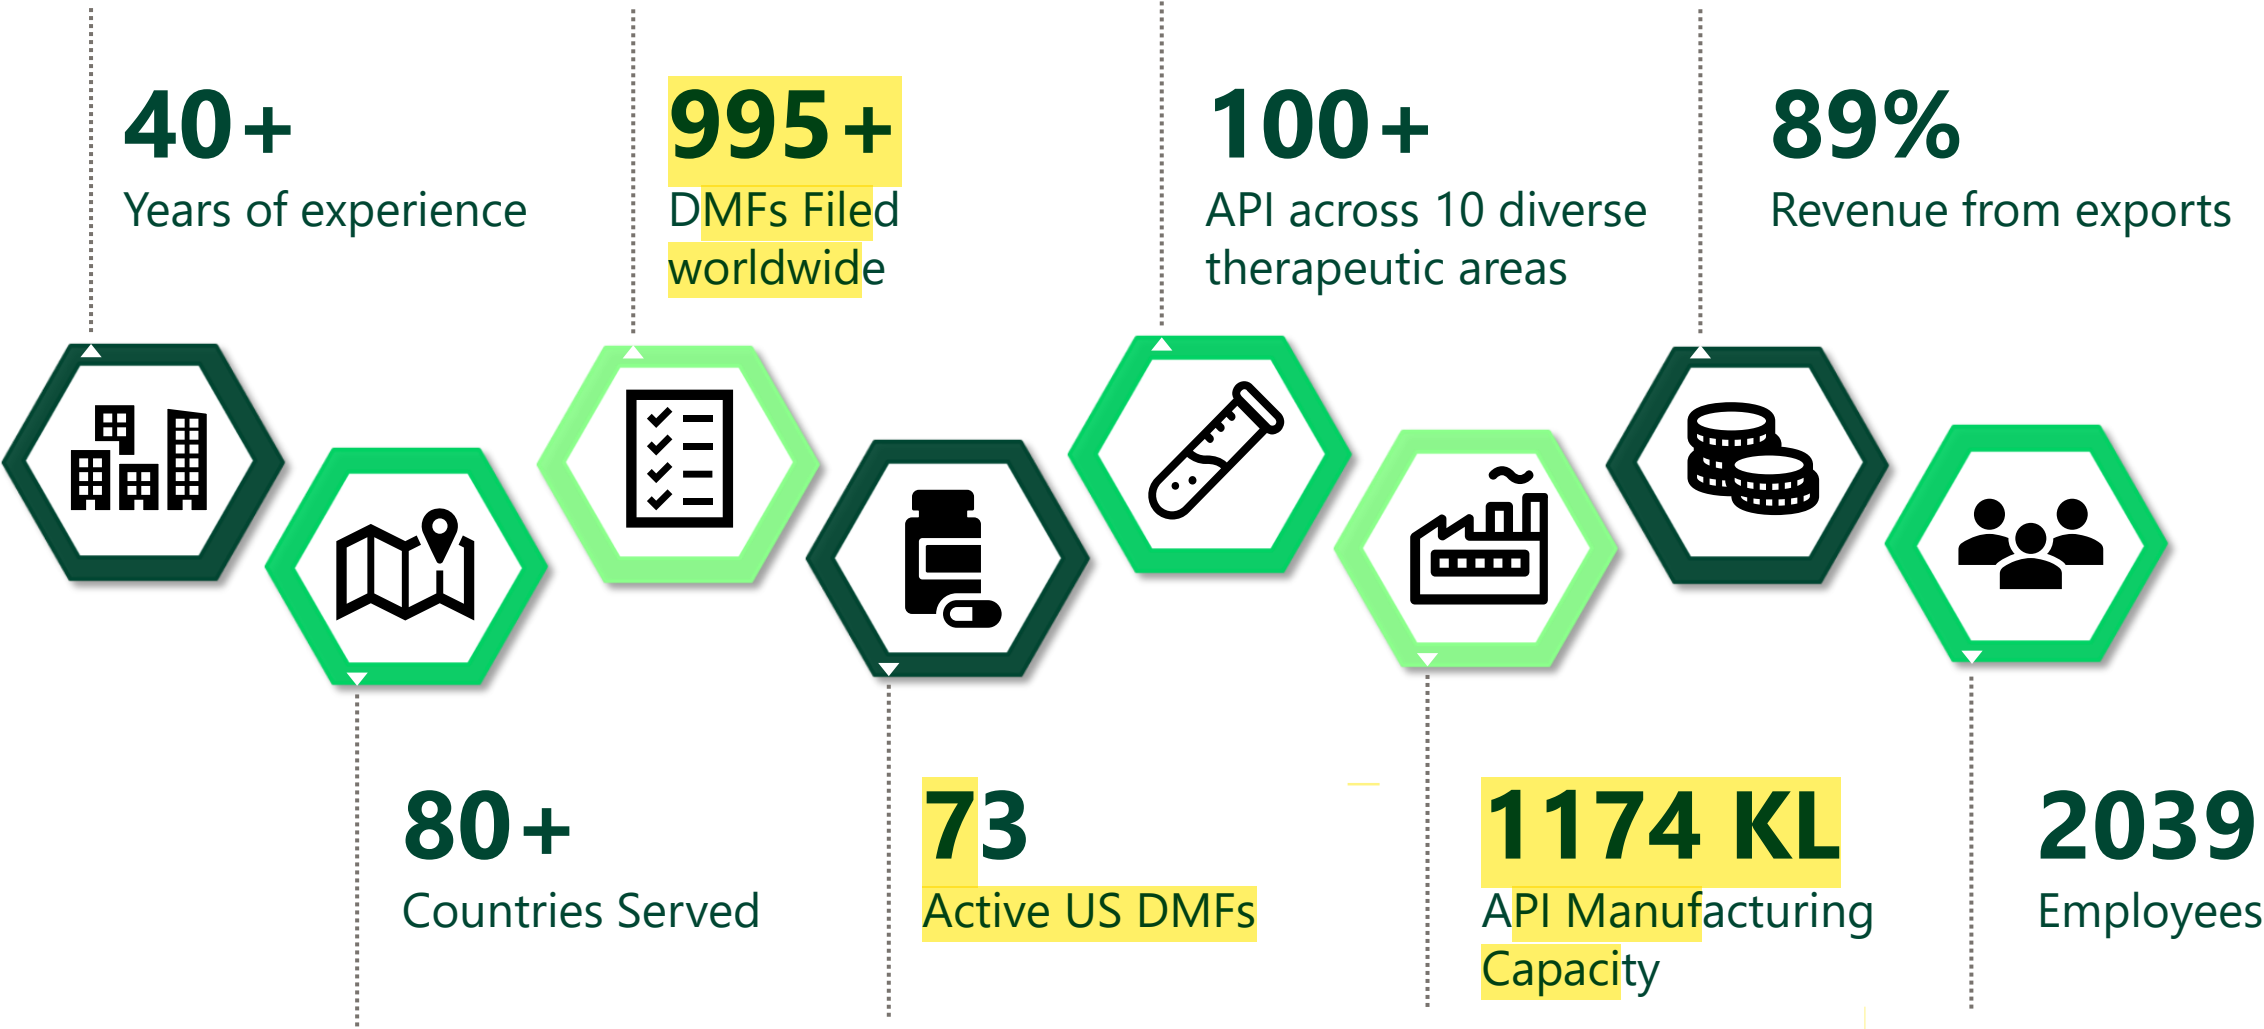 40+
Years of experience
995+
DMFs Filed
worldwide
100+
API across 10 diverse
therapeutic areas
89%
Revenue from exports
80+
Countries Served
73
Active US DMFs
1174 KL
API Manufacturing
Capacity
2039
Employees